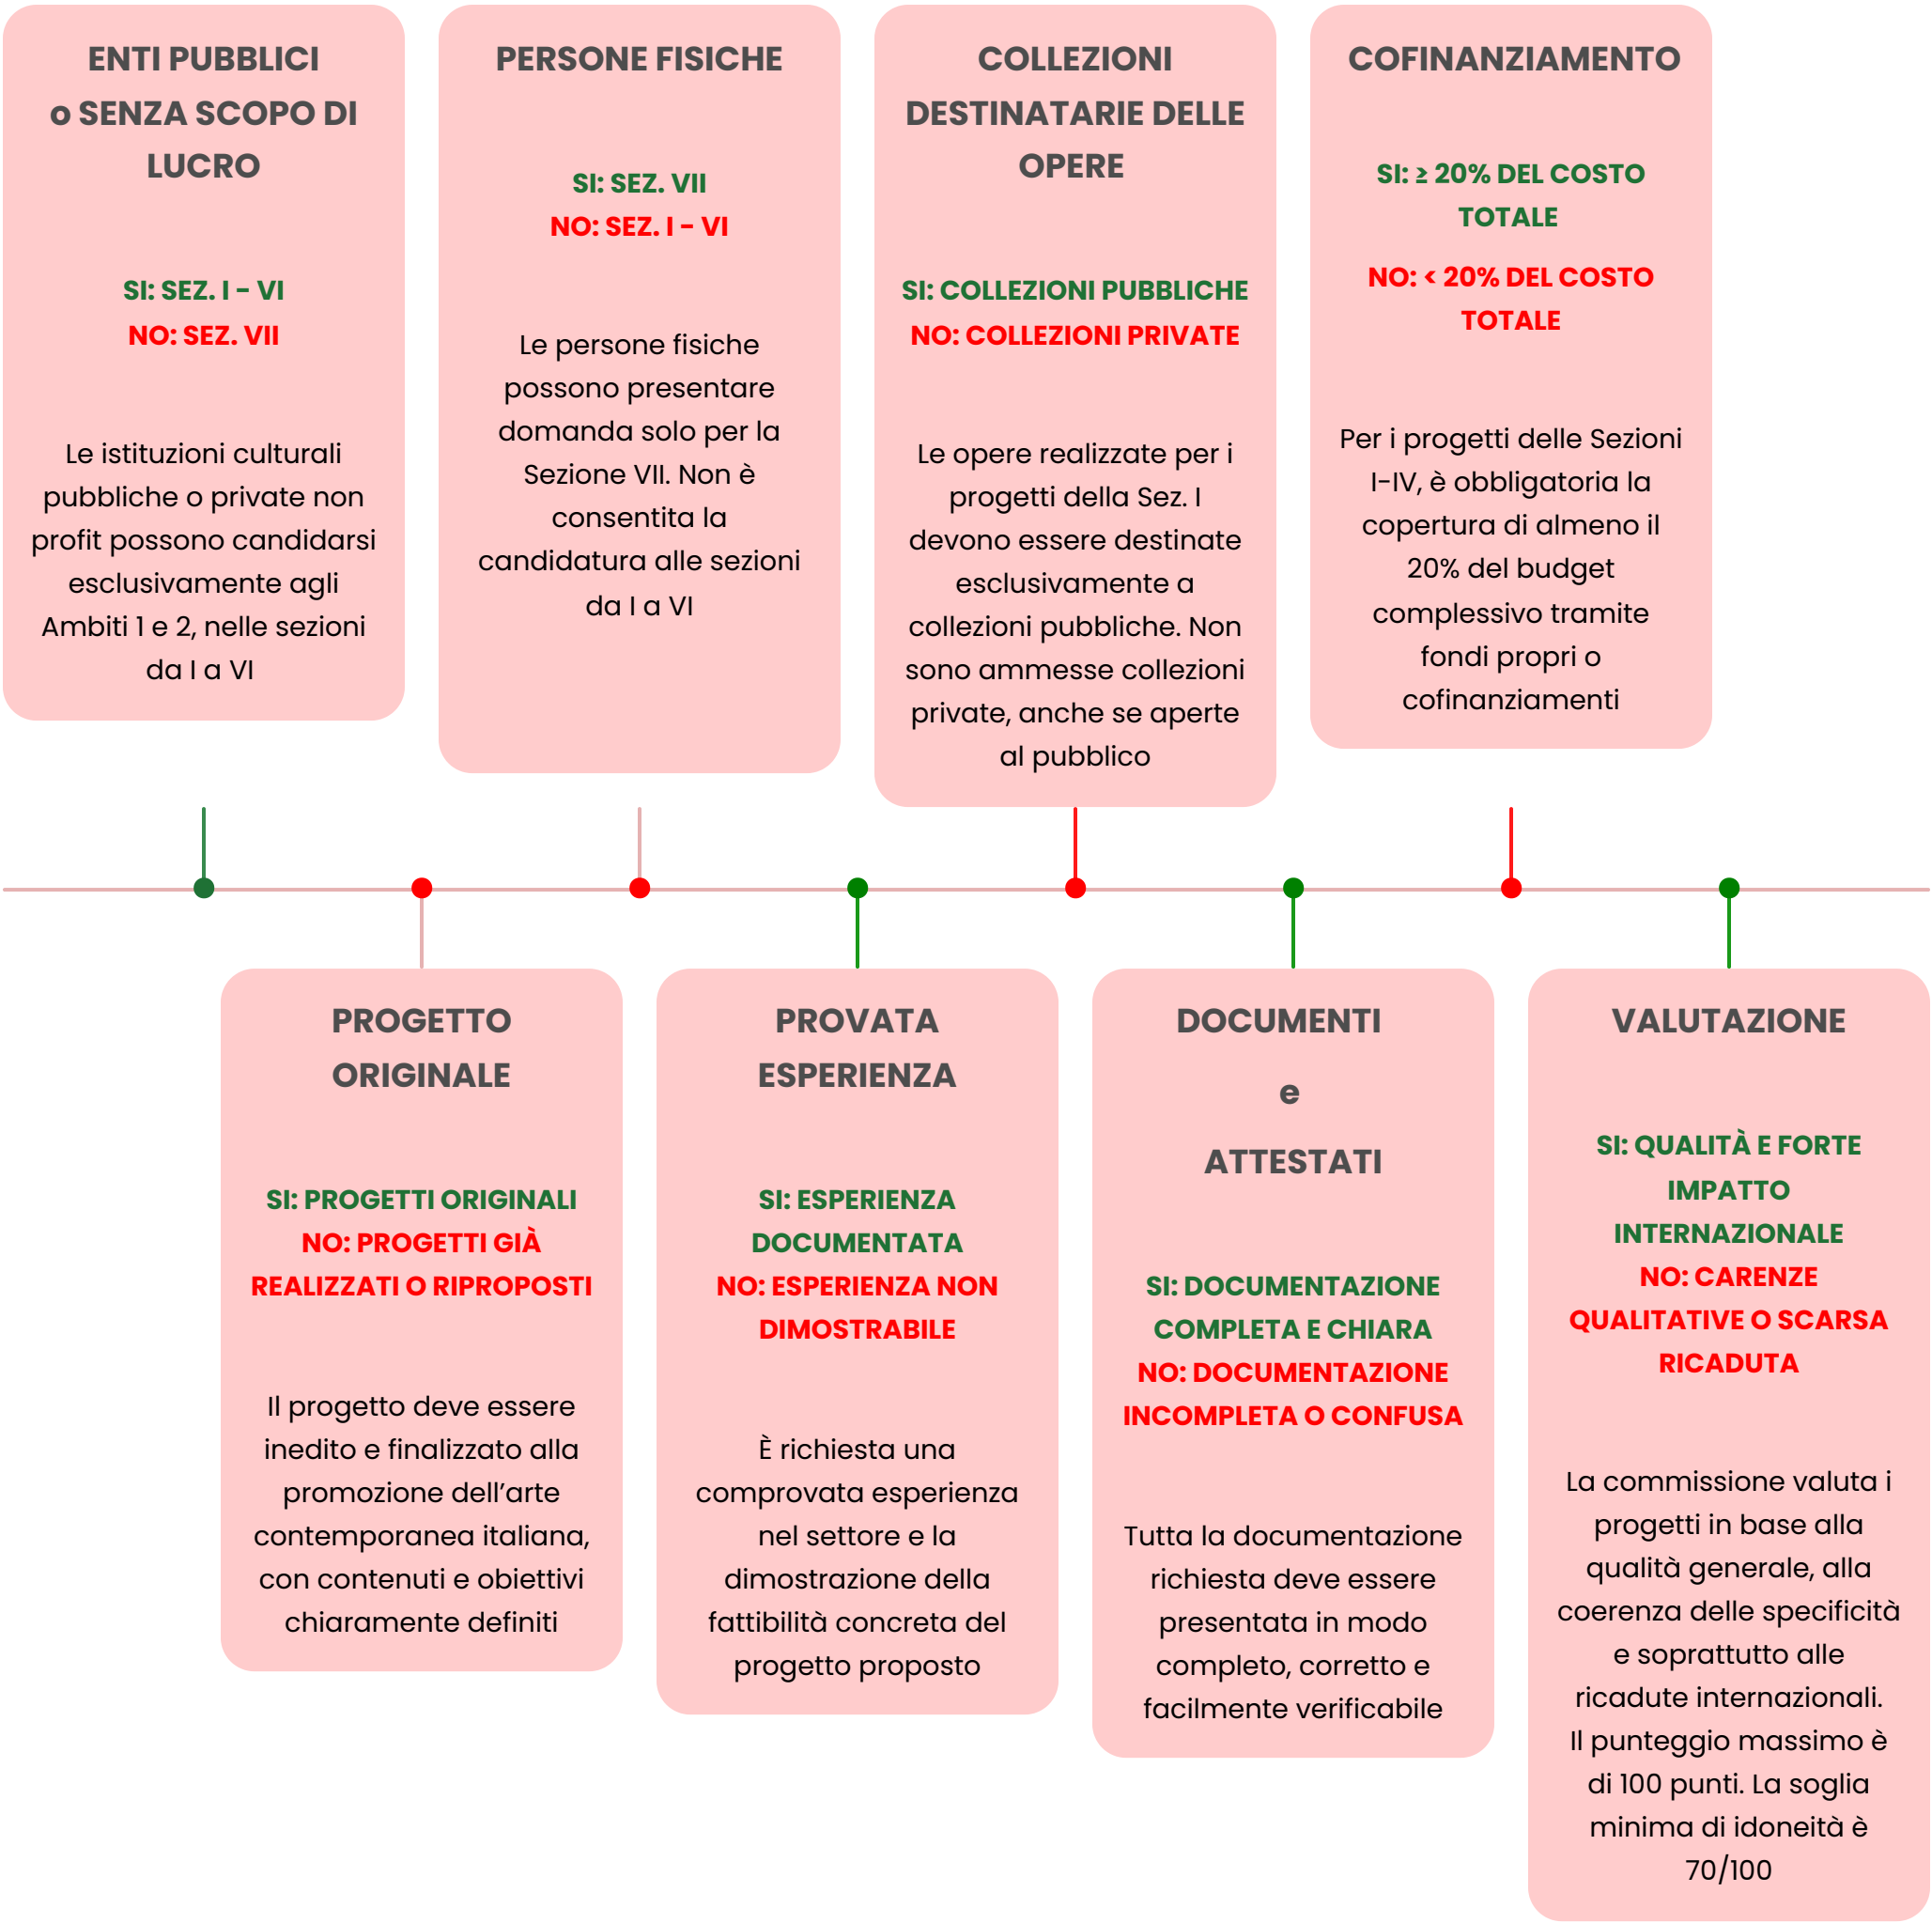 ENTI PUBBLICI
o SENZA SCOPO DI
LUCRO
SI: SEZ. I - VI
NO: SEZ. VII
Le istituzioni culturali
pubbliche o private non
profit possono candidarsi
esclusivamente agli
Ambiti 1 e 2, nelle sezioni
da I a VI
PERSONE FISICHE
SI: SEZ. VII
NO: SEZ. I - VI
Le persone fisiche
possono presentare
domanda solo per la
Sezione VII. Non è
consentita la
candidatura alle sezioni
da I a VI
COLLEZIONI
DESTINATARIE DELLE
OPERE
SI: COLLEZIONI PUBBLICHE
NO: COLLEZIONI PRIVATE
Le opere realizzate per i
progetti della Sez. I
devono essere destinate
esclusivamente a
collezioni pubbliche. Non
sono ammesse collezioni
private, anche se aperte
al pubblico
COFINANZIAMENTO
SI: ≥ 20% DEL COSTO
TOTALE
NO: < 20% DEL COSTO
TOTALE
Per i progetti delle Sezioni
I-IV, è obbligatoria la
copertura di almeno il
20% del budget
complessivo tramite
fondi propri o
cofinanziamenti
PROGETTO
ORIGINALE
SI: PROGETTI ORIGINALI
NO: PROGETTI GIÀ
REALIZZATI O RIPROPOSTI
Il progetto deve essere
inedito e finalizzato alla
promozione dell’arte
contemporanea italiana,
con contenuti e obiettivi
chiaramente definiti
PROVATA
ESPERIENZA
SI: ESPERIENZA
DOCUMENTATA
NO: ESPERIENZA NON
DIMOSTRABILE
È richiesta una
comprovata esperienza
nel settore e la
dimostrazione della
fattibilità concreta del
progetto proposto
DOCUMENTI
e
ATTESTATI
SI: DOCUMENTAZIONE
COMPLETA E CHIARA
NO: DOCUMENTAZIONE
INCOMPLETA O CONFUSA
Tutta la documentazione
richiesta deve essere
presentata in modo
completo, corretto e
facilmente verificabile
VALUTAZIONE
SI: QUALITÀ E FORTE
IMPATTO
INTERNAZIONALE
NO: CARENZE
QUALITATIVE O SCARSA
RICADUTA
La commissione valuta i
progetti in base alla
qualità generale, alla
coerenza delle specificità
e soprattutto alle
ricadute internazionali.
Il punteggio massimo è
di 100 punti. La soglia
minima di idoneità è
70/100